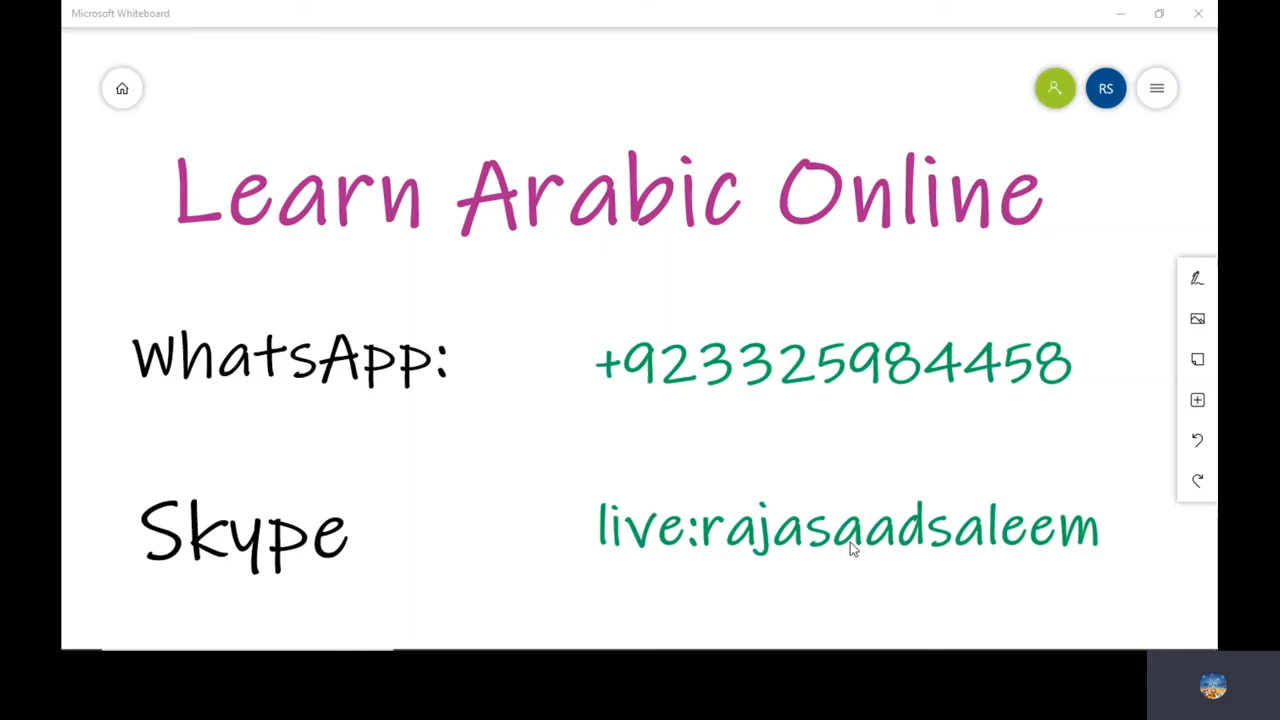 Microsoft Whiteboard
RS
Learn Arabic Online
WhatsApp: +923325984458
Skype live:rajasaadsaleem